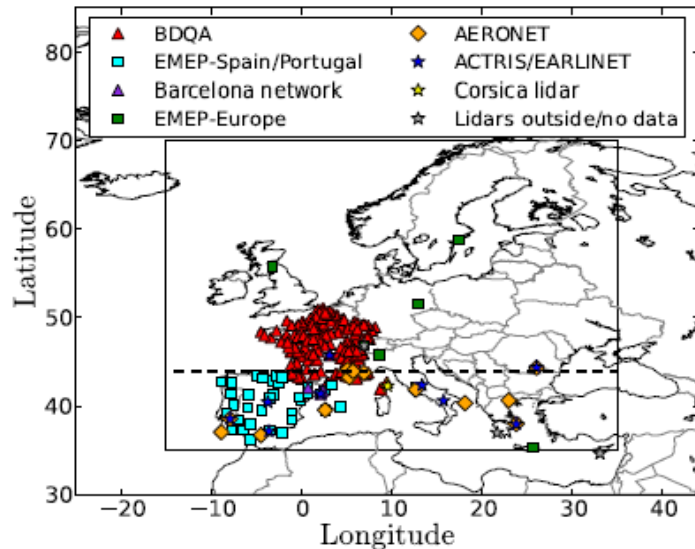 BDQA
EMEP-Spain/Portugal
Barcelona network
EMEP-Europe
AERONET
ACTRIS/EARLINET
Corsica lidar
Lidars outside/no data
Latitude
80
70
60
50
40
30
−20
−10
0
10
20
30
40
Longitude